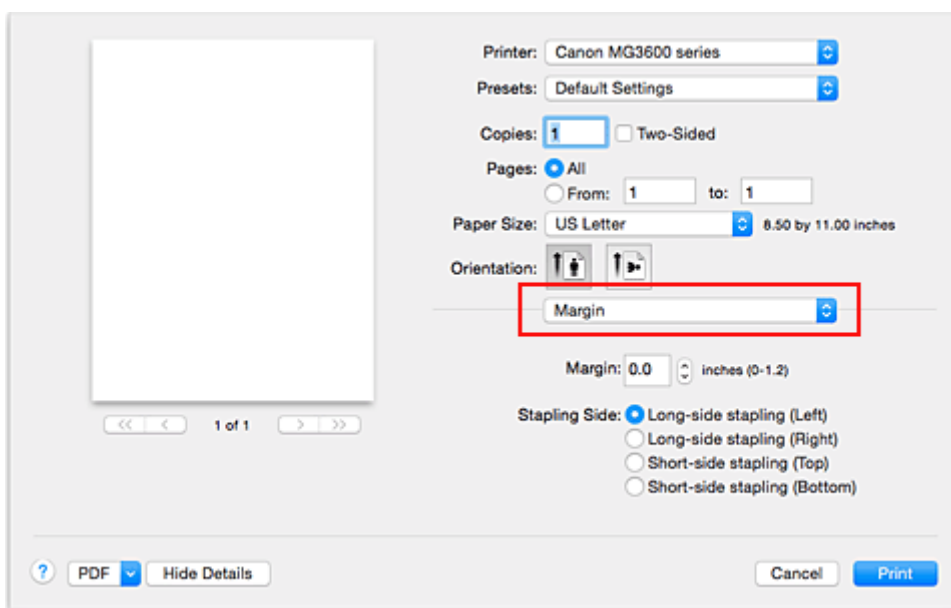 Printer: Canon MG3600 series
Presets: Default Settings
Copies: 1 Two-Sided
Pages: All
From: 1 to: 1
Paper Size: US Letter 8.50 by 11.00 inches
Orientation:
Margin
Margin: 0.0 inches (0-1.2)
Stapling Side: Long-side stapling (Left)
Long-side stapling (Right)
Short-side stapling (Top)
Short-side stapling (Bottom)
<< < 1 of 1 > >>
? PDF Hide Details Cancel Print